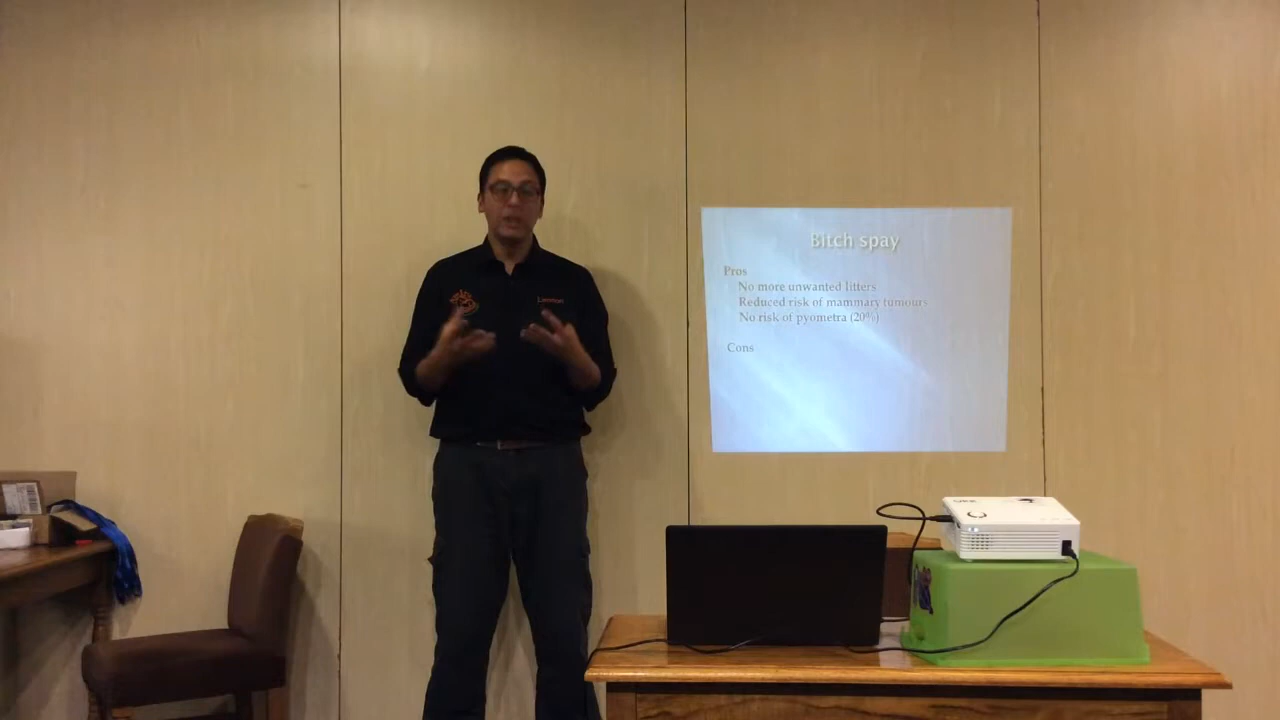 Bitch spay
Pros
No more unwanted litters
Reduced risk of mammary tumours
No risk of pyometra (20%)
Cons